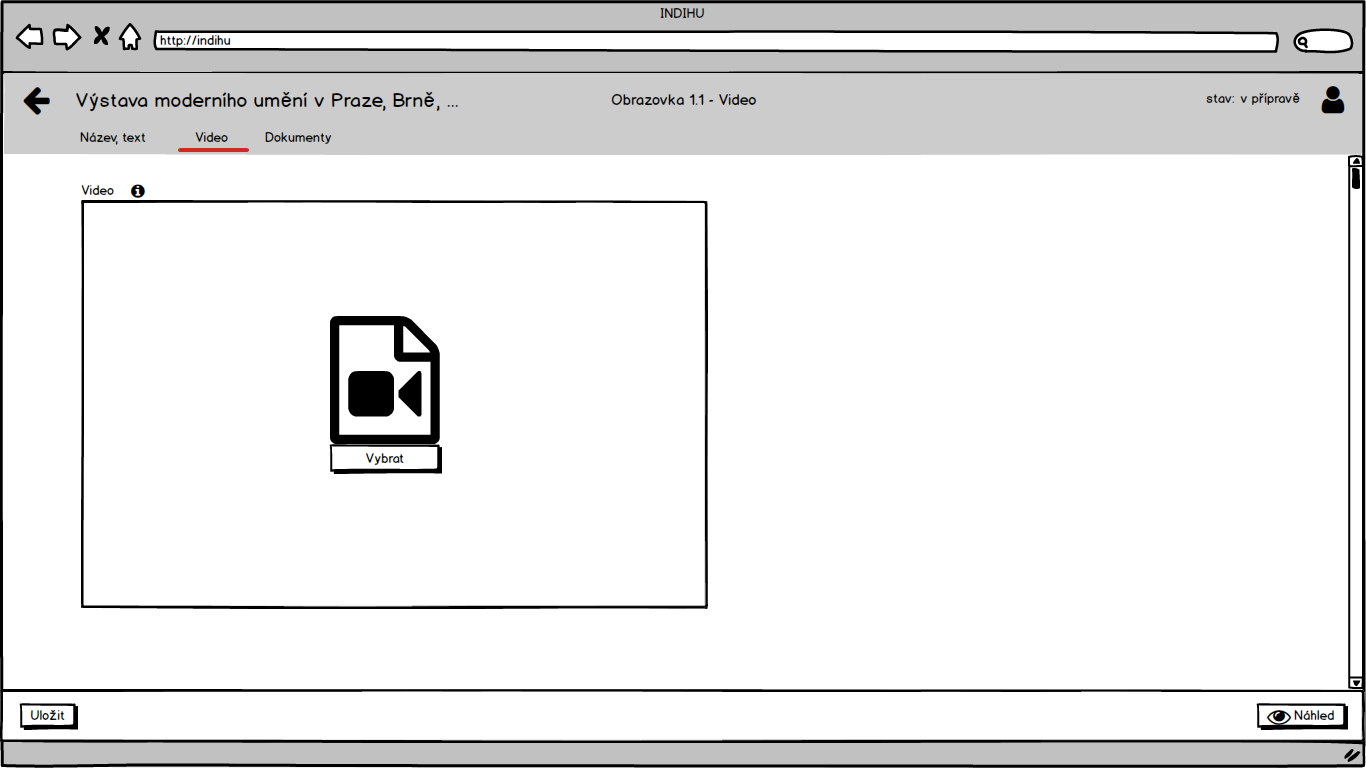 INDIHU
http://indihu
Výstava moderního umění v Praze, Brně, ...
Obrazovka 1.1 - Video
stav: v přípravě
Název, text
Video
Dokumenty
Video
Vybrat
Uložit
Náhled